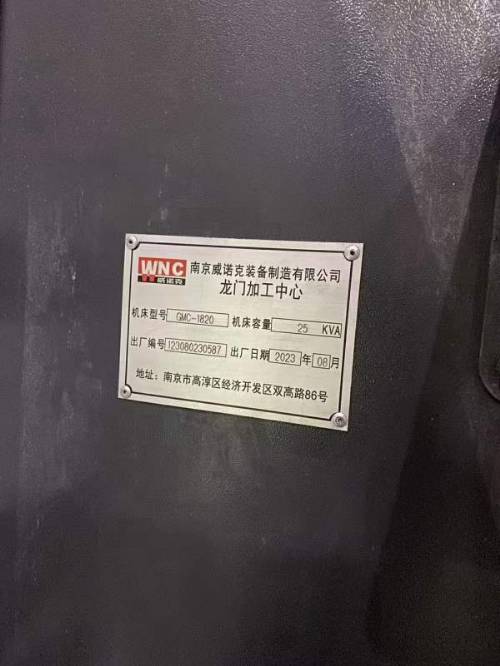 WNC 南京威诺克装备制造有限公司
威诺克
龙门加工中心
机床型号 GMC-1820 机床容量 25 KVA
出厂编号 123080230587 出厂日期 2023 年 08 月
地址: 南京市高淳区经济开发区双高路86号